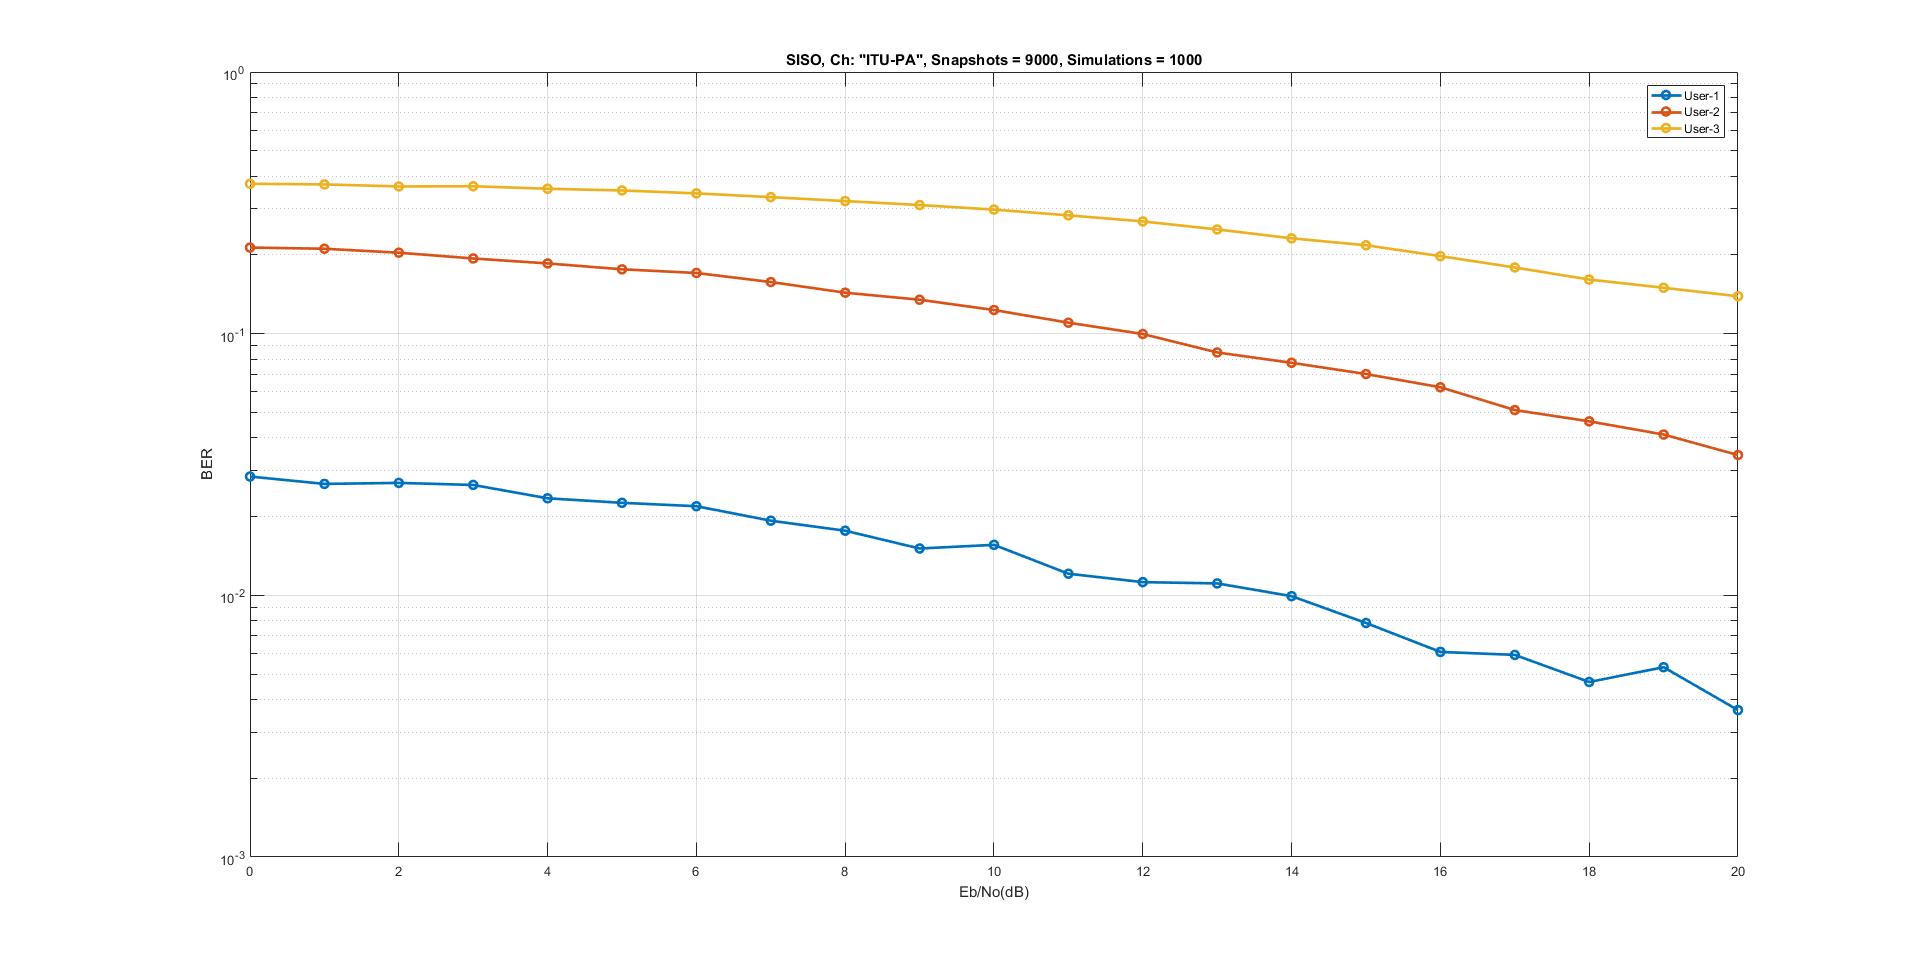 SISO, Ch: "ITU-PA", Snapshots = 9000, Simulations = 1000
10^0
User-1
User-2
User-3
10^-1
BER
10^-2
10^-3
0 2 4 6 8 10 12 14 16 18 20
Eb/No(dB)